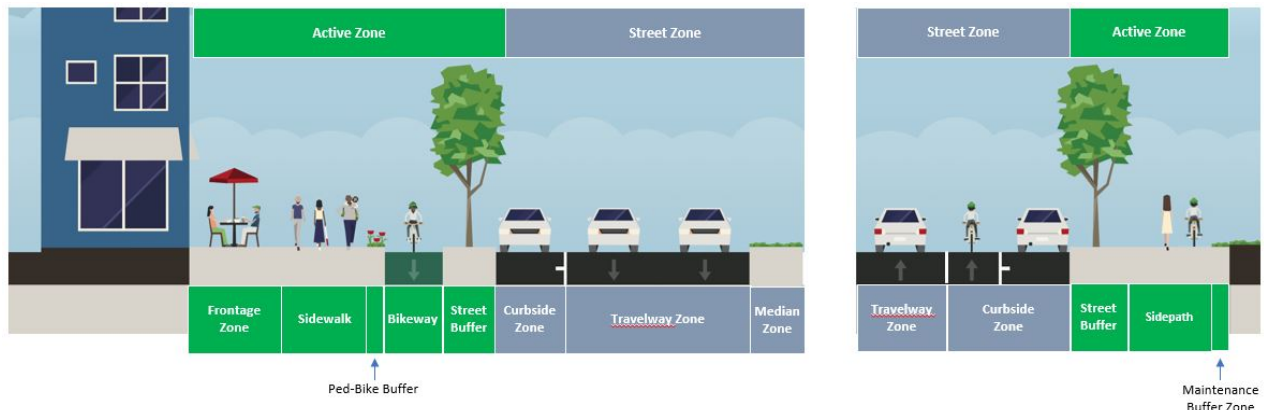 Active Zone
Street Zone
Street Zone
Active Zone
Frontage
Zone
Sidewalk
Bikeway
Street
Buffer
Curbside
Zone
Travelway Zone
Median
Zone
Travelway
Zone
Curbside
Zone
Street
Buffer
Sidepath
Ped-Bike Buffer
Maintenance
Buffer Zone